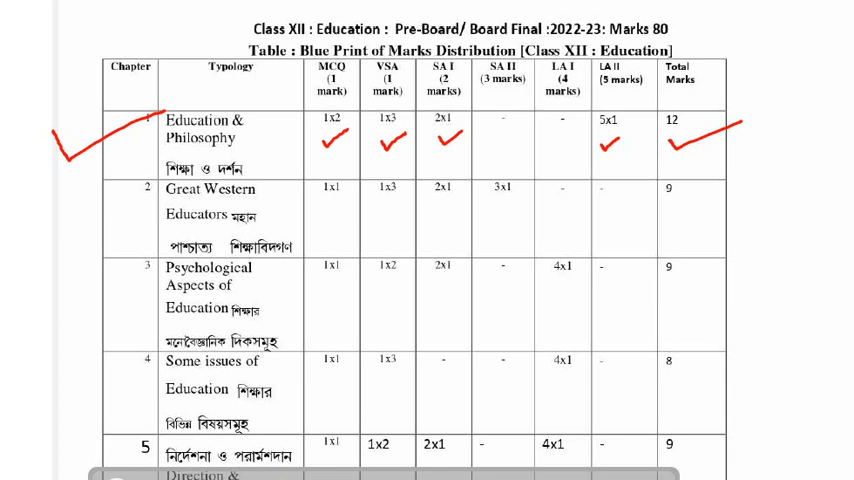 Class XII : Education : Pre-Board/ Board Final :2022-23: Marks 80
Table : Blue Print of Marks Distribution [Class XII : Education]
Chapter Typology MCQ (1 mark) VSA (1 mark) SA I (2 marks) SA II (3 marks) LA I (4 marks) LA II (5 marks) Total Marks
1 Education & 1x2 1x3 2x1 - - 5x1 12
Philosophy
শিক্ষা ও দর্শন
2 Great Western 1x1 1x3 2x1 3x1 - - 9
Educators মহান
পাশ্চাত্য শিক্ষাবিদগণ
3 Psychological 1x1 1x2 2x1 - 4x1 - 9
Aspects of
Education শিক্ষার
মনোবৈজ্ঞানিক দিকসমূহ
4 Some issues of 1x1 1x3 - - 4x1 - 8
Education শিক্ষার
বিভিন্ন বিষয়সমূহ
5 নির্দেশনা ও পরার্মশদান 1x1 1x2 2x1 - 4x1 - 9
Direction &